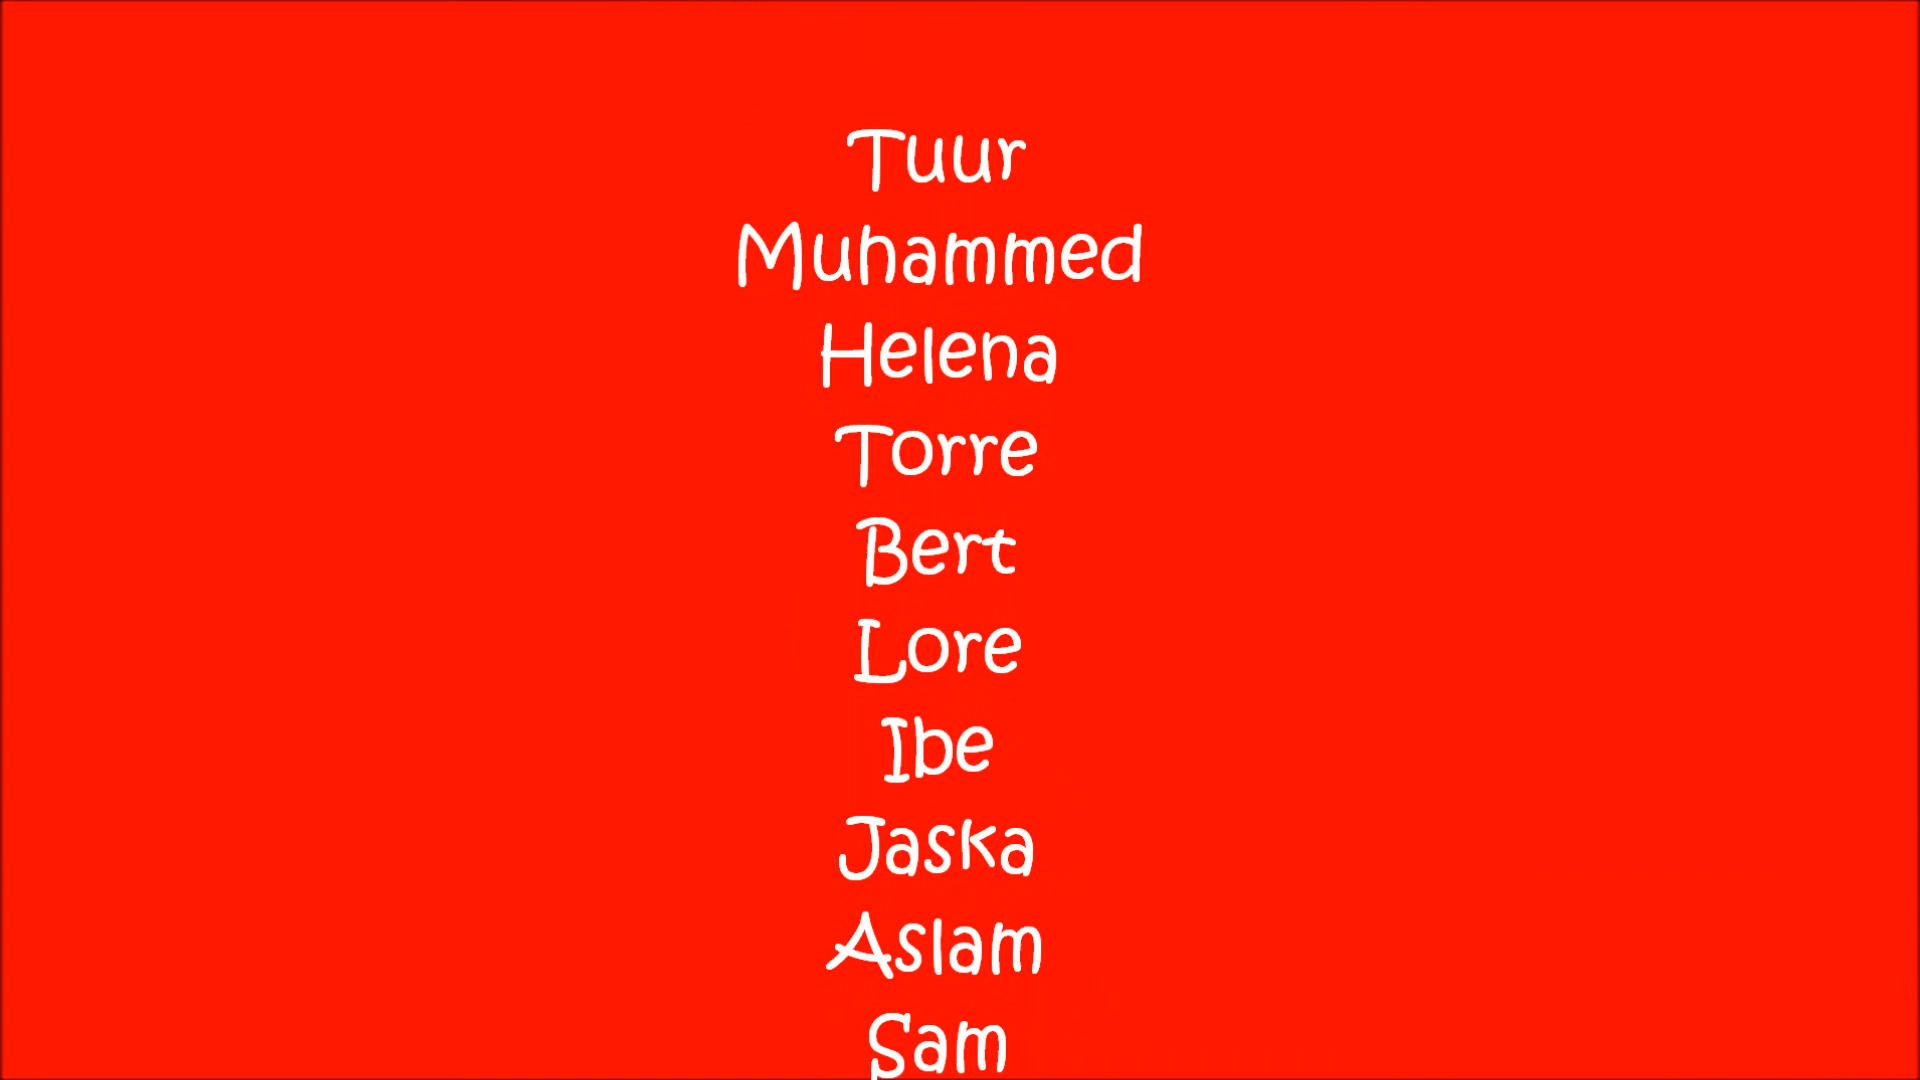 Tuur
Muhammed
Helena
Torre
Bert
Lore
Ibe
Jaska
Aslam
Sam